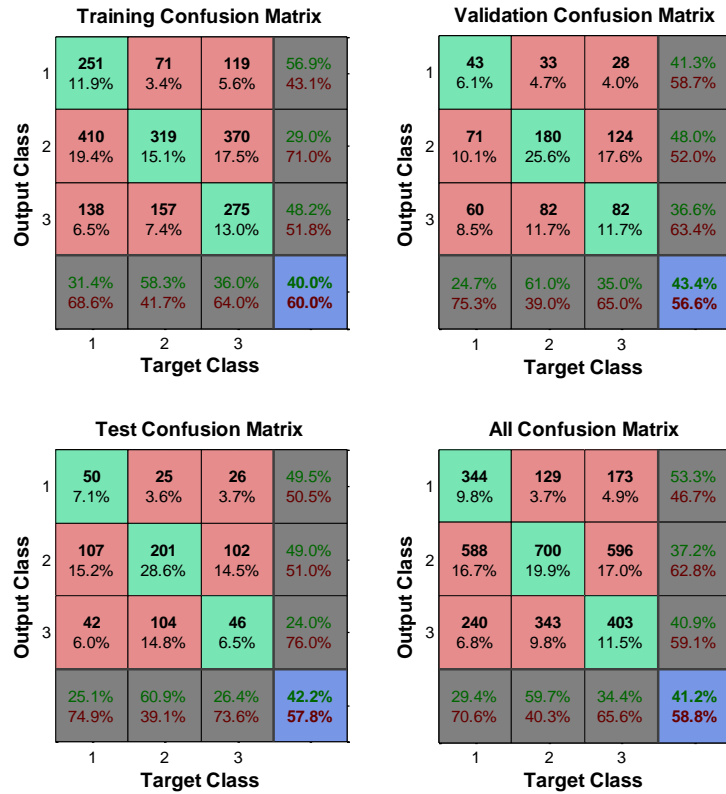 Training Confusion Matrix
251 71 119 56.9%
11.9% 3.4% 5.6% 43.1%
1
410 319 370 29.0%
19.4% 15.1% 17.5% 71.0%
2
138 157 275 48.2%
6.5% 7.4% 13.0% 51.8%
3
31.4% 58.3% 36.0% 40.0%
68.6% 41.7% 64.0% 60.0%
1 2 3
Target Class
Output Class
Validation Confusion Matrix
43 33 28 41.3%
6.1% 4.7% 4.0% 58.7%
1
71 180 124 48.0%
10.1% 25.6% 17.6% 52.0%
2
60 82 82 36.6%
8.5% 11.7% 11.7% 63.4%
3
24.7% 61.0% 35.0% 43.4%
75.3% 39.0% 65.0% 56.6%
1 2 3
Target Class
Output Class
Test Confusion Matrix
50 25 26 49.5%
7.1% 3.6% 3.7% 50.5%
1
107 201 102 49.0%
15.2% 28.6% 14.5% 51.0%
2
42 104 46 24.0%
6.0% 14.8% 6.5% 76.0%
3
25.1% 60.9% 26.4% 42.2%
74.9% 39.1% 73.6% 57.8%
1 2 3
Target Class
Output Class
All Confusion Matrix
344 129 173 53.3%
9.8% 3.7% 4.9% 46.7%
1
588 700 596 37.2%
16.7% 19.9% 17.0% 62.8%
2
240 343 403 40.9%
6.8% 9.8% 11.5% 59.1%
3
29.4% 59.7% 34.4% 41.2%
70.6% 40.3% 65.6% 58.8%
1 2 3
Target Class
Output Class